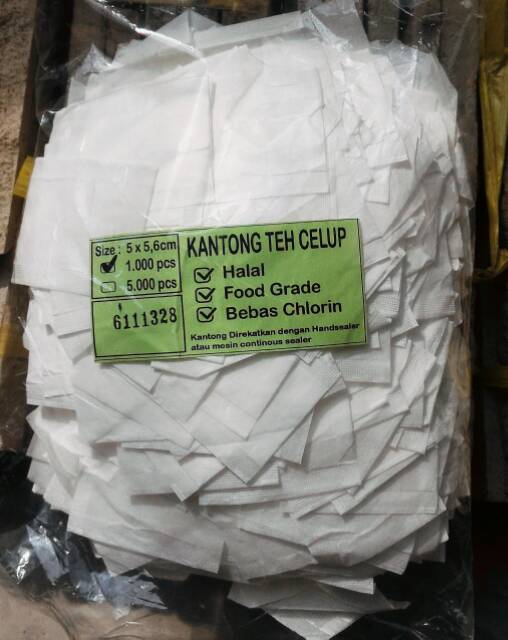 Size : 5 x 5,6cm
1.000 pcs
5.000 pcs
6111328
KANTONG TEH CELUP
Halal
Food Grade
Bebas Chlorin
Kantong Direkatkan dengan Handsealer
atau mesin continous sealer